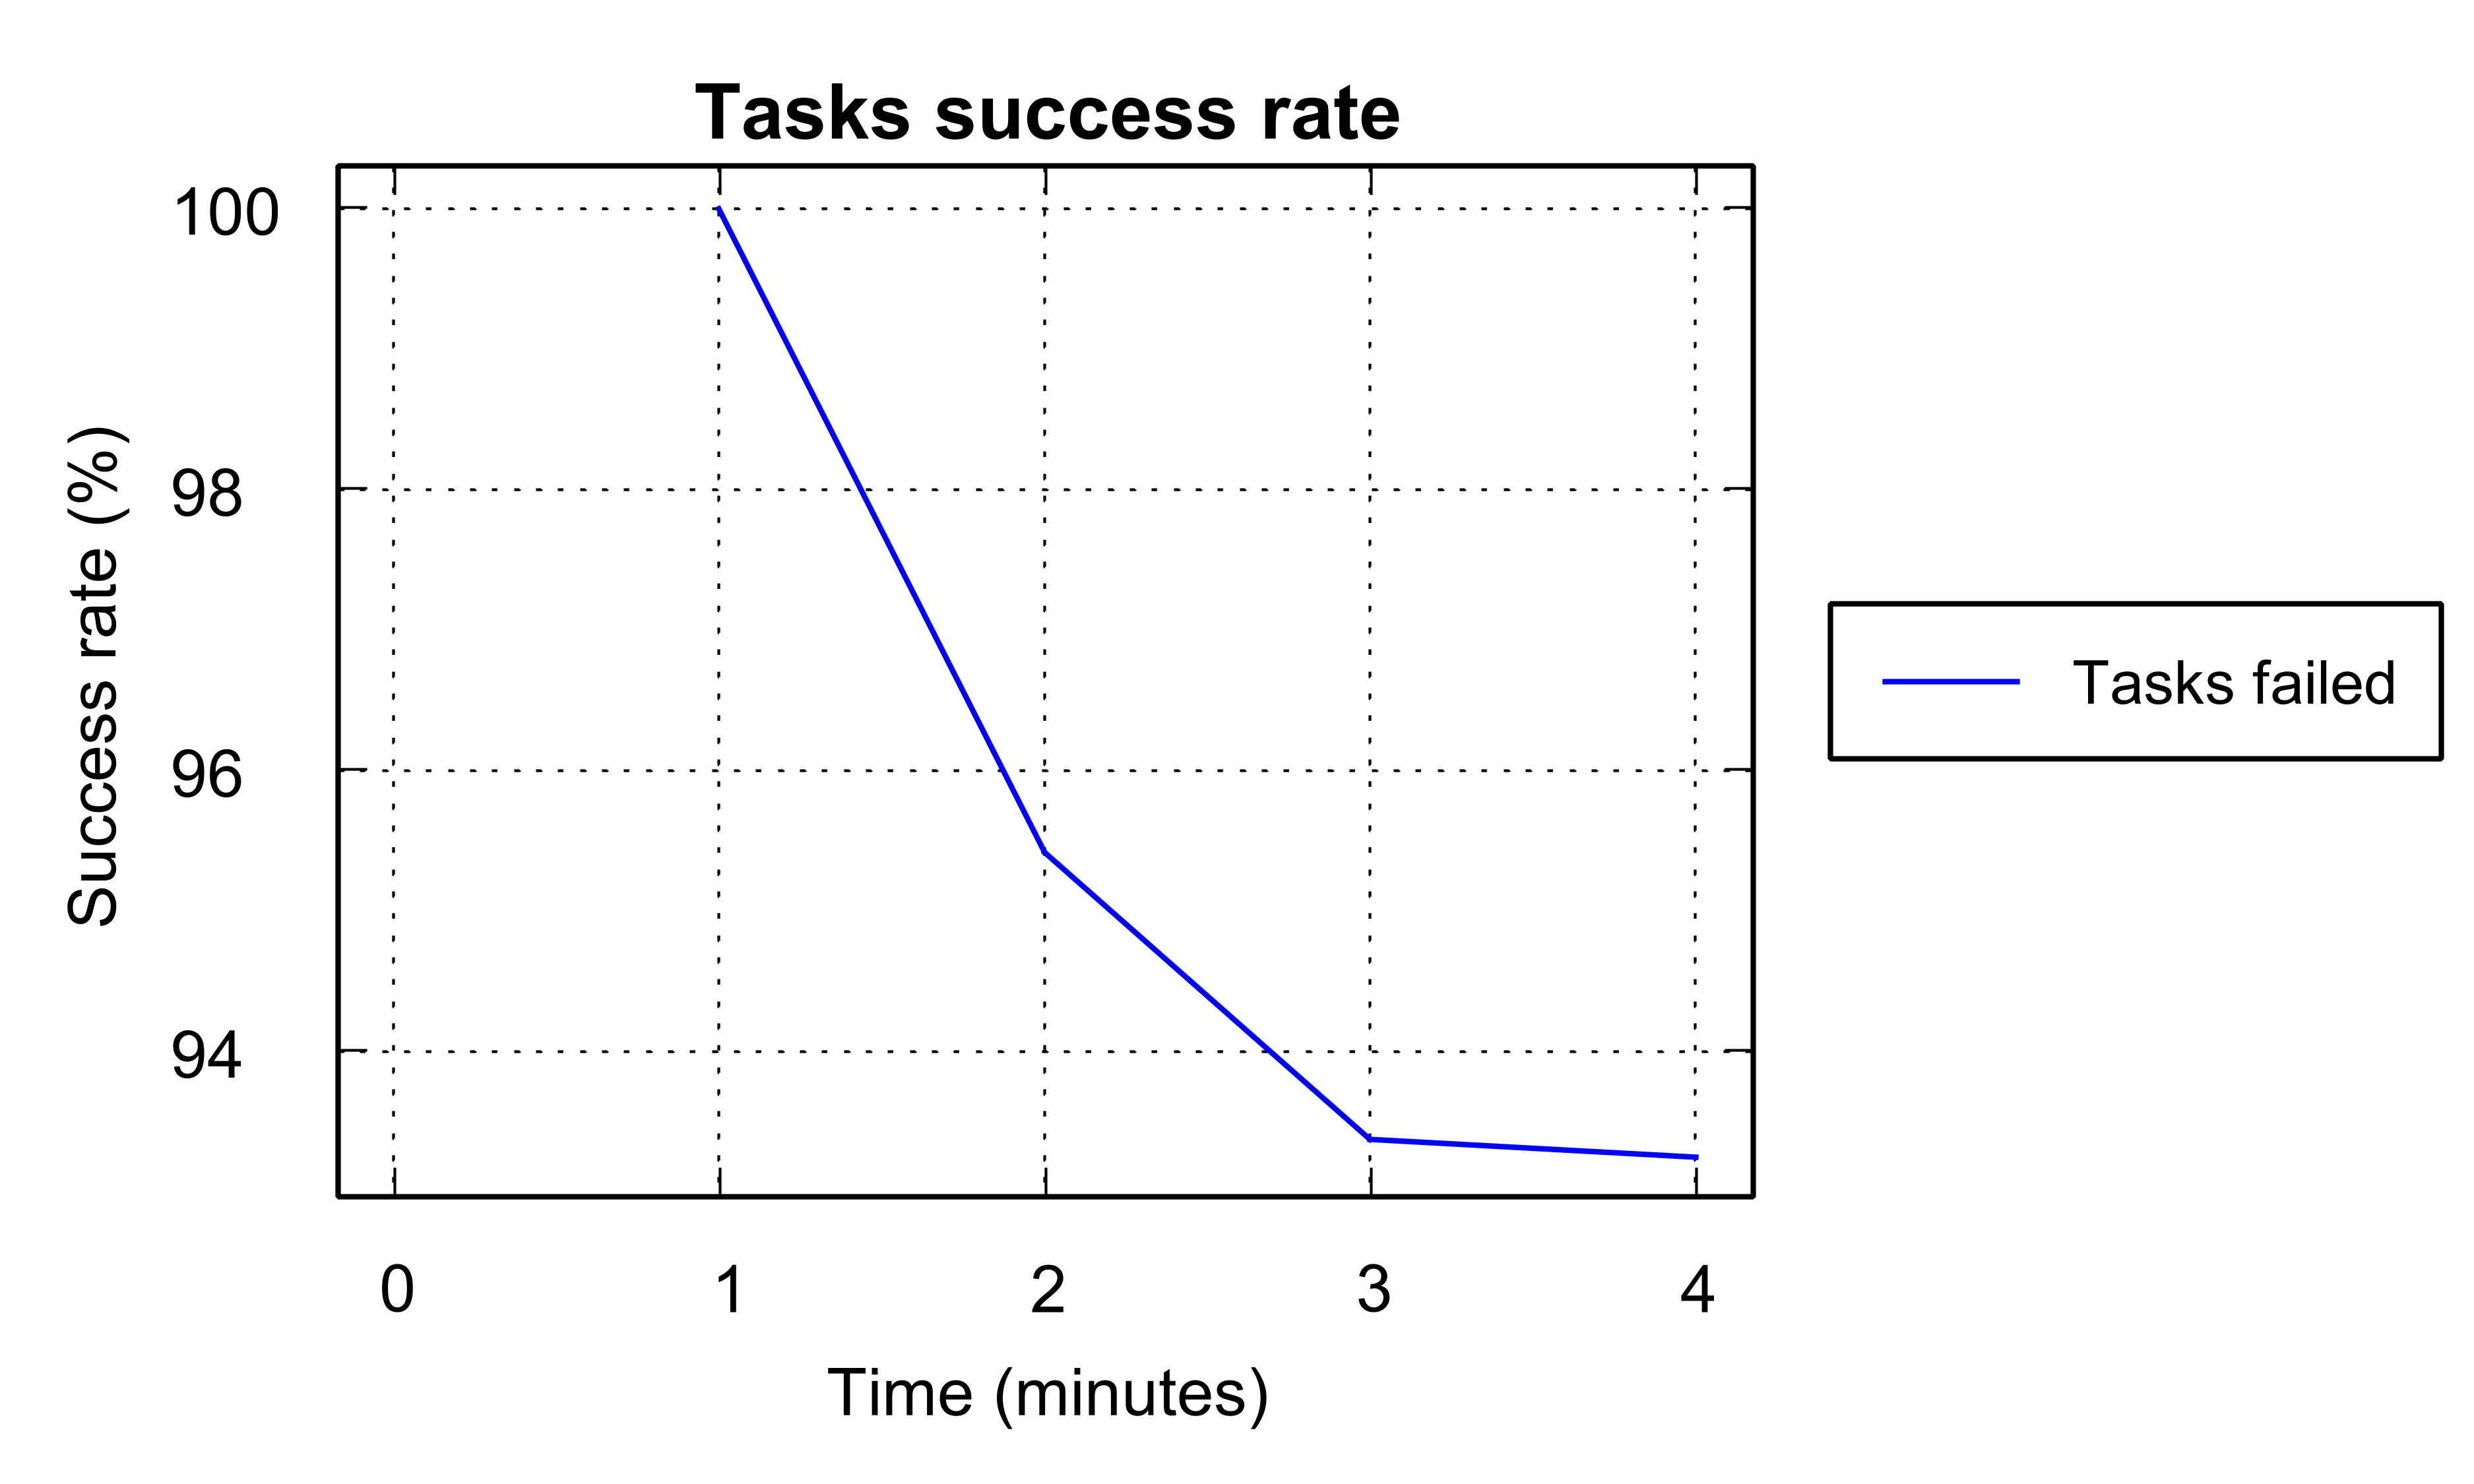 Tasks success rate
100
98
96
94
Success rate (%)
0 1 2 3 4
Time (minutes)
Tasks failed